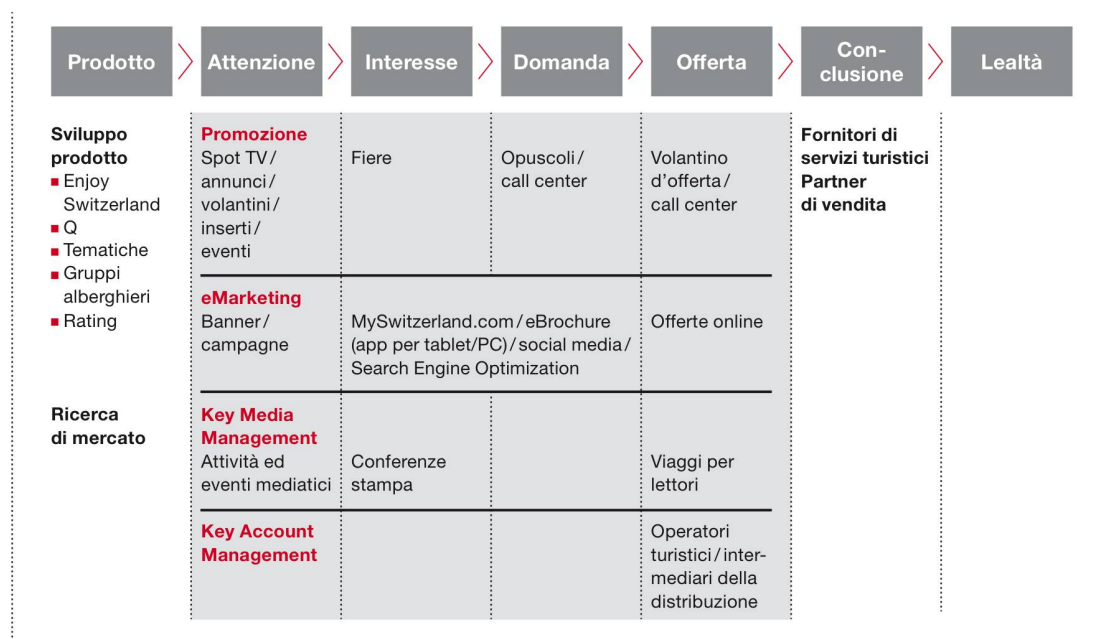 Prodotto
Attenzione
Interesse
Domanda
Offerta
Con-
clusione
Lealtà
Sviluppo
prodotto
Enjoy
Switzerland
Q
Tematiche
Gruppi
alberghieri
Rating
Ricerca
di mercato
Promozione
Spot TV/
annunci/
volantini/
inserti/
eventi
Fiere
Opuscoli/
call center
Volantino
d’offerta/
call center
eMarketing
Banner/
campagne
MySwitzerland.com/eBrochure
(app per tablet/PC)/social media/
Search Engine Optimization
Offerte online
Key Media
Management
Attività ed
eventi mediatici
Conferenze
stampa
Viaggi per
lettori
Key Account
Management
Operatori
turistici/inter-
mediari della
distribuzione
Fornitori di
servizi turistici
Partner
di vendita